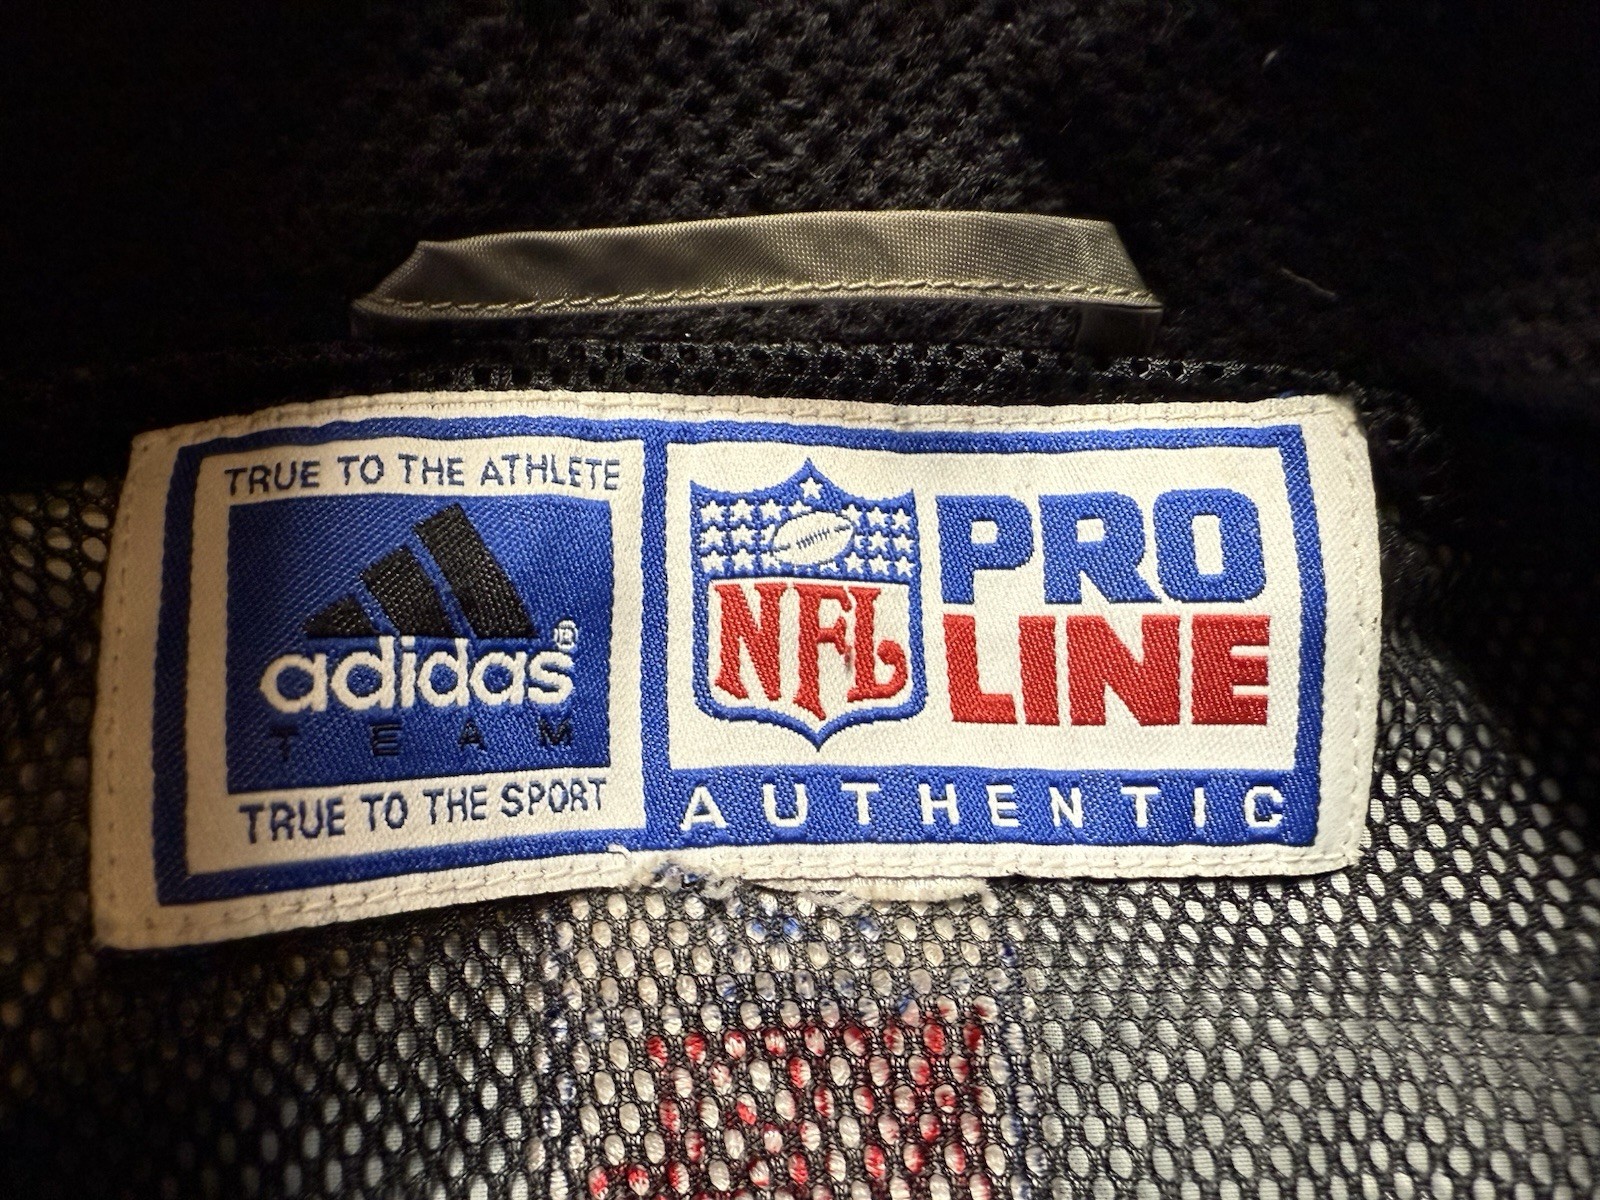 TRUE TO THE ATHLETE
adidas®
TEAM
TRUE TO THE SPORT
NFL
PRO
LINE
AUTHENTIC